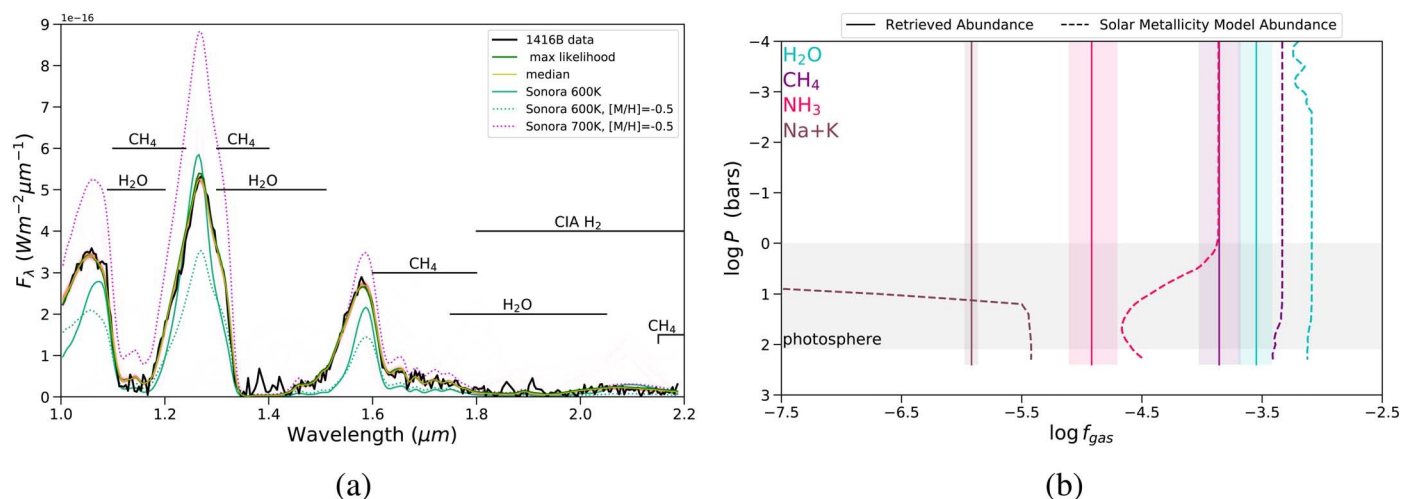 1e−16
9
8
7
6
5
4
3
2
1
0
F_λ (Wm⁻²μm⁻¹)
1416B data
max likelihood
median
Sonora 600K
Sonora 600K, [M/H]=-0.5
Sonora 700K, [M/H]=-0.5
CH₄ CH₄
H₂O H₂O
CIA H₂
CH₄
H₂O
CH₄
1.0 1.2 1.4 1.6 1.8 2.0 2.2
Wavelength (μm)
(a)
Retrieved Abundance Solar Metallicity Model Abundance
−4
−3
−2
−1
0
1
2
3
log P (bars)
H₂O
CH₄
NH₃
Na+K
photosphere
−7.5 −6.5 −5.5 −4.5 −3.5 −2.5
log f_gas
(b)